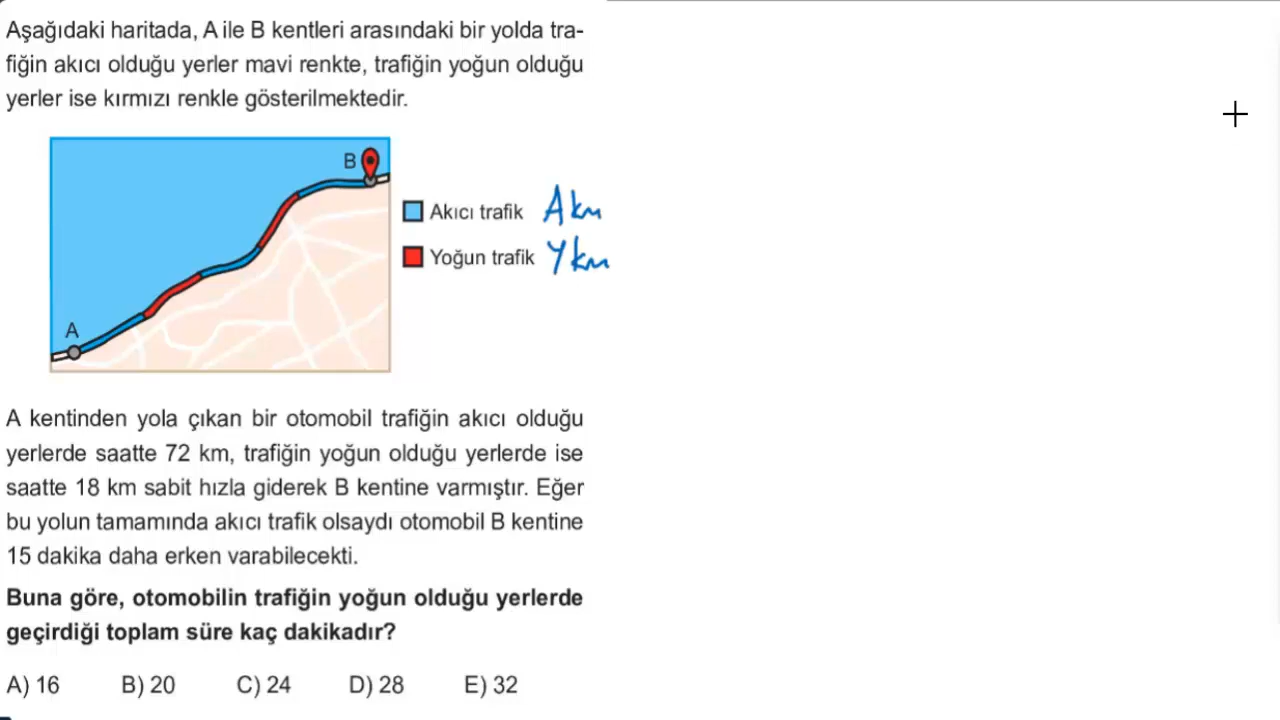 Aşağıdaki haritada, A ile B kentleri arasındaki bir yolda tra-
fiğin akıcı olduğu yerler mavi renkte, trafiğin yoğun olduğu
yerler ise kırmızı renkle gösterilmektedir.
B
Akıcı trafik A km
Yoğun trafik Y km
A
A kentinden yola çıkan bir otomobil trafiğin akıcı olduğu
yerlerde saatte 72 km, trafiğin yoğun olduğu yerlerde ise
saatte 18 km sabit hızla giderek B kentine varmıştır. Eğer
bu yolun tamamında akıcı trafik olsaydı otomobil B kentine
15 dakika daha erken varabilecekti.
Buna göre, otomobilin trafiğin yoğun olduğu yerlerde
geçirdiği toplam süre kaç dakikadır?
A) 16 B) 20 C) 24 D) 28 E) 32